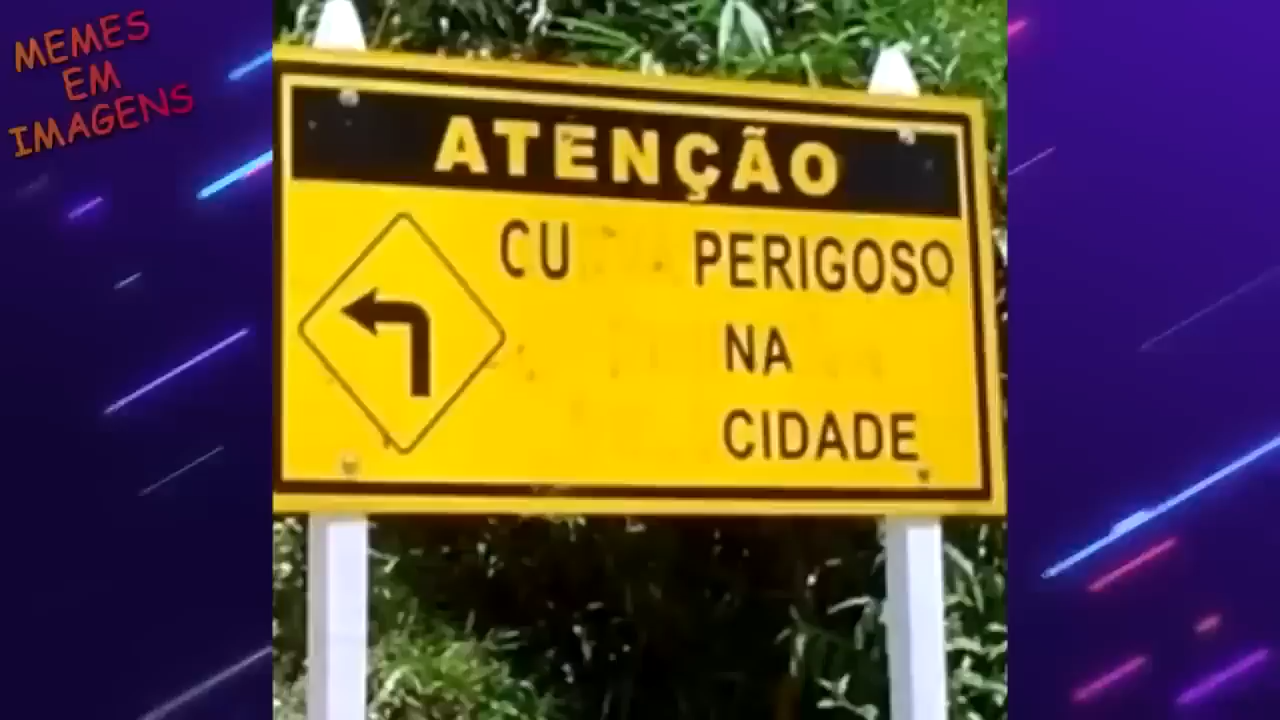 MEMES
EM
IMAGENS
ATENÇÃO
CU PERIGOSO
NA
CIDADE